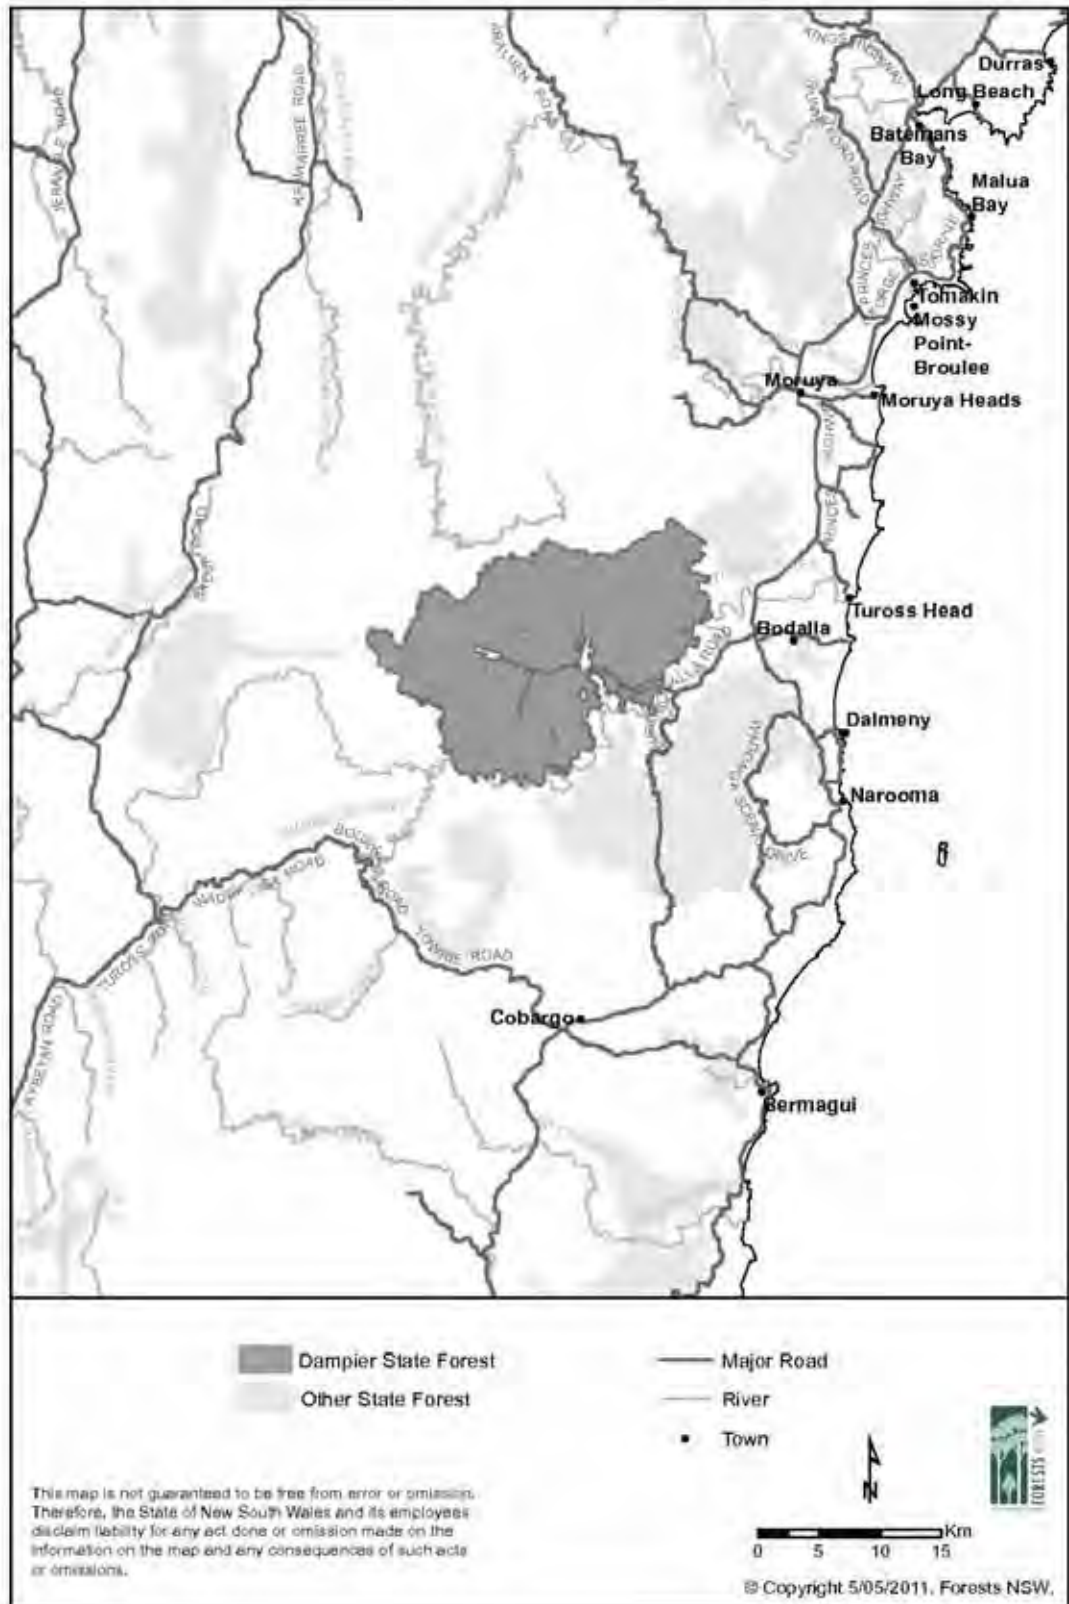 KINGS HIGHWAY
Durras
Long Beach
Batemans
Bay
Malua
Bay
PRINCES HIGHWAY
Tomakin
Mossy
Point-
Broulee
Moruya
Moruya Heads
Tuross Head
Bodalla
Dalmeny
Narooma
DRIVE
YOWRIE ROAD
Cobargo
Bermagui
Dampier State Forest
Other State Forest
Major Road
River
Town
N
FORESTS NSW
This map is not guaranteed to be free from error or omission.
Therefore, the State of New South Wales and its employees
disclaim liability for any act done or omission made on the
information on the map and any consequences of such acts
or omissions.
Km
0 5 10 15
© Copyright 5/05/2011. Forests NSW.